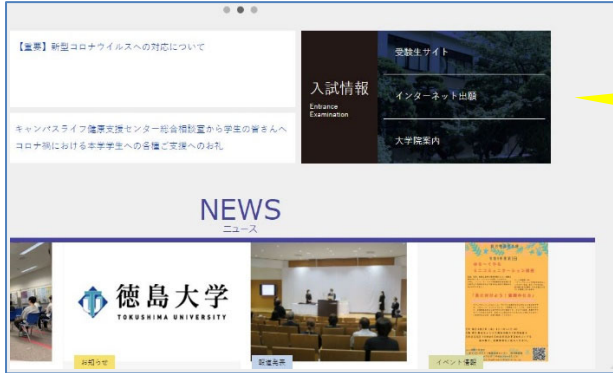 【重要】新型コロナウイルスへの対応について
キャンパスライフ健康支援センター総合相談室から学生の皆さんへ
コロナ禍における本学学生への各種ご支援へのお礼
入試情報
Entrance
Examination
受験生サイト
インターネット出願
大学院案内
NEWS
ニュース
徳島大学
TOKUSHIMA UNIVERSITY
お知らせ
報道発表
イベント情報